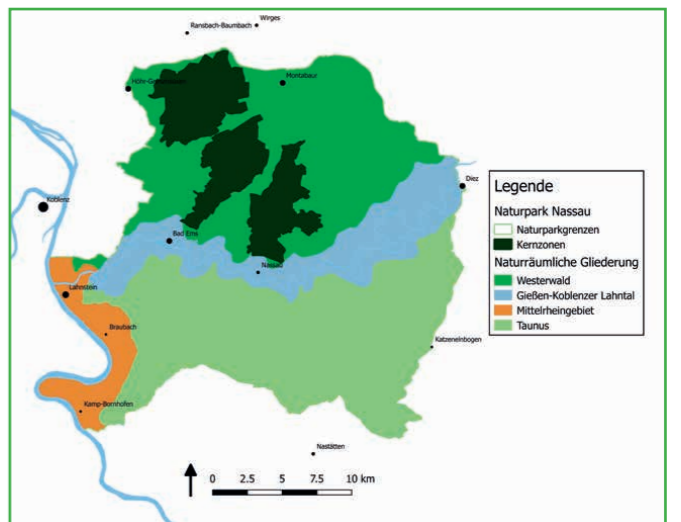 Wirges
Ransbach-Baumbach
Höhr-Grenzhausen
Montabaur
Diez
Koblenz
Bad Ems
Nassau
Lahnstein
Braubach
Katzenelnbogen
Kamp-Bornhofen
Nastätten
Legende
Naturpark Nassau
Naturparkgrenzen
Kernzonen
Naturräumliche Gliederung
Westerwald
Gießen-Koblenzer Lahntal
Mittelrheingebiet
Taunus
0 2.5 5 7.5 10 km